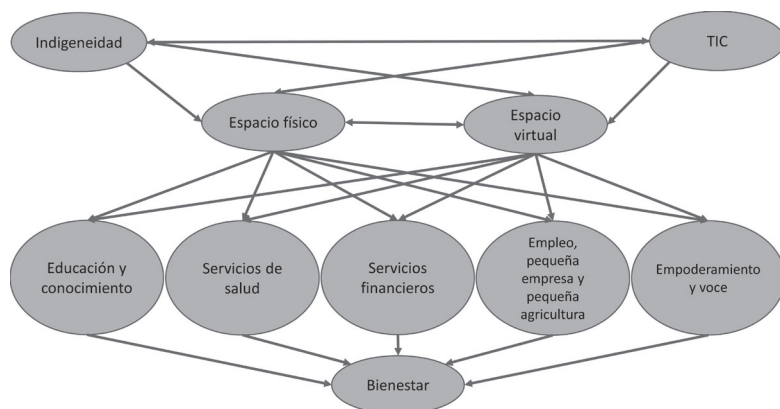 Indigeneidad
TIC
Espacio físico
Espacio
virtual
Educación y
conocimiento
Servicios de
salud
Servicios
financieros
Empleo,
pequeña
empresa y
pequeña
agricultura
Empoderamiento
y voce
Bienestar